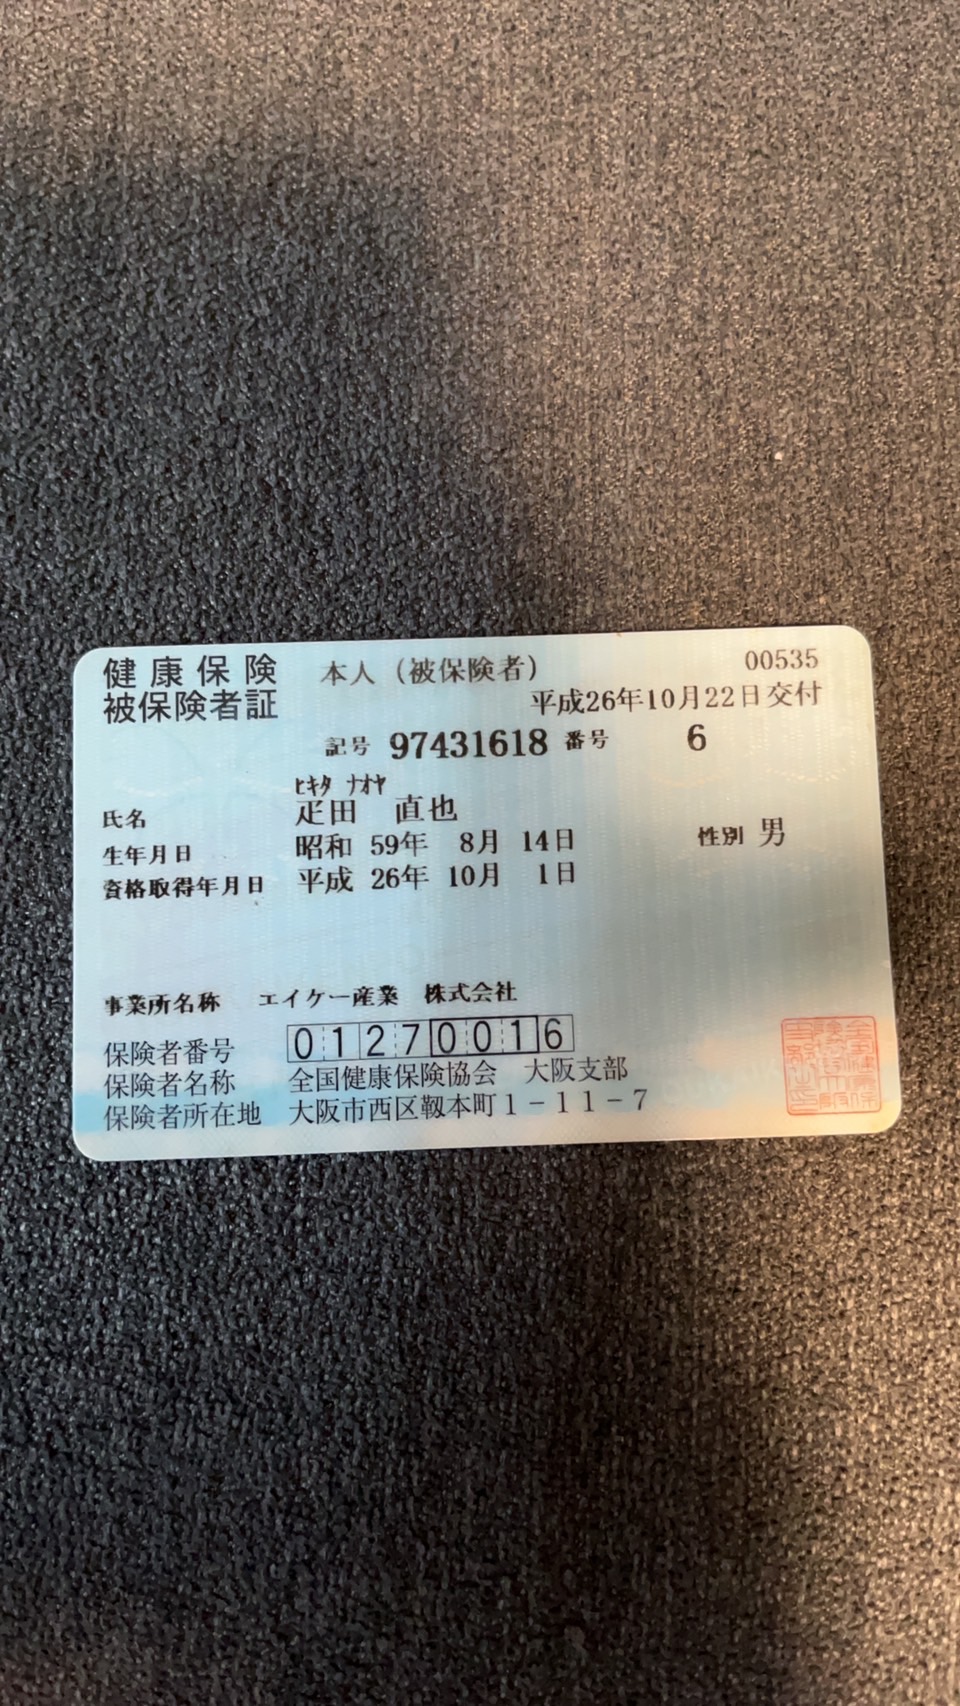 健康保険 本人（被保険者） 00535
被保険者証 平成26年10月22日交付
記号 97431618 番号 6
ヒキタ ナオヤ
氏名 疋田 直也
生年月日 昭和 59年 8月 14日 性別 男
資格取得年月日 平成 26年 10月 1日
事業所名称 エイケー産業 株式会社
保険者番号 01270016
保険者名称 全国健康保険協会 大阪支部
保険者所在地 大阪市西区靱本町1-11-7